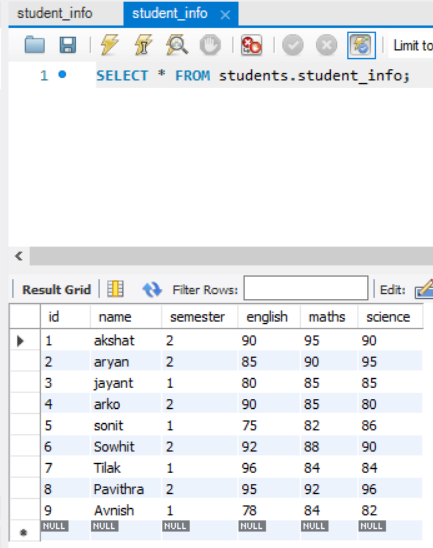 student_info student_info
Limit to
1 SELECT * FROM students.student_info;
Result Grid Filter Rows: Edit:
id name semester english maths science
1 akshat 2 90 95 90
2 aryan 2 85 90 95
3 jayant 1 80 85 85
4 arko 2 90 85 80
5 sonit 1 75 82 86
6 Sowhit 2 92 88 90
7 Tilak 1 96 84 84
8 Pavithra 2 95 92 96
9 Avnish 1 78 84 82
NULL NULL NULL NULL NULL NULL